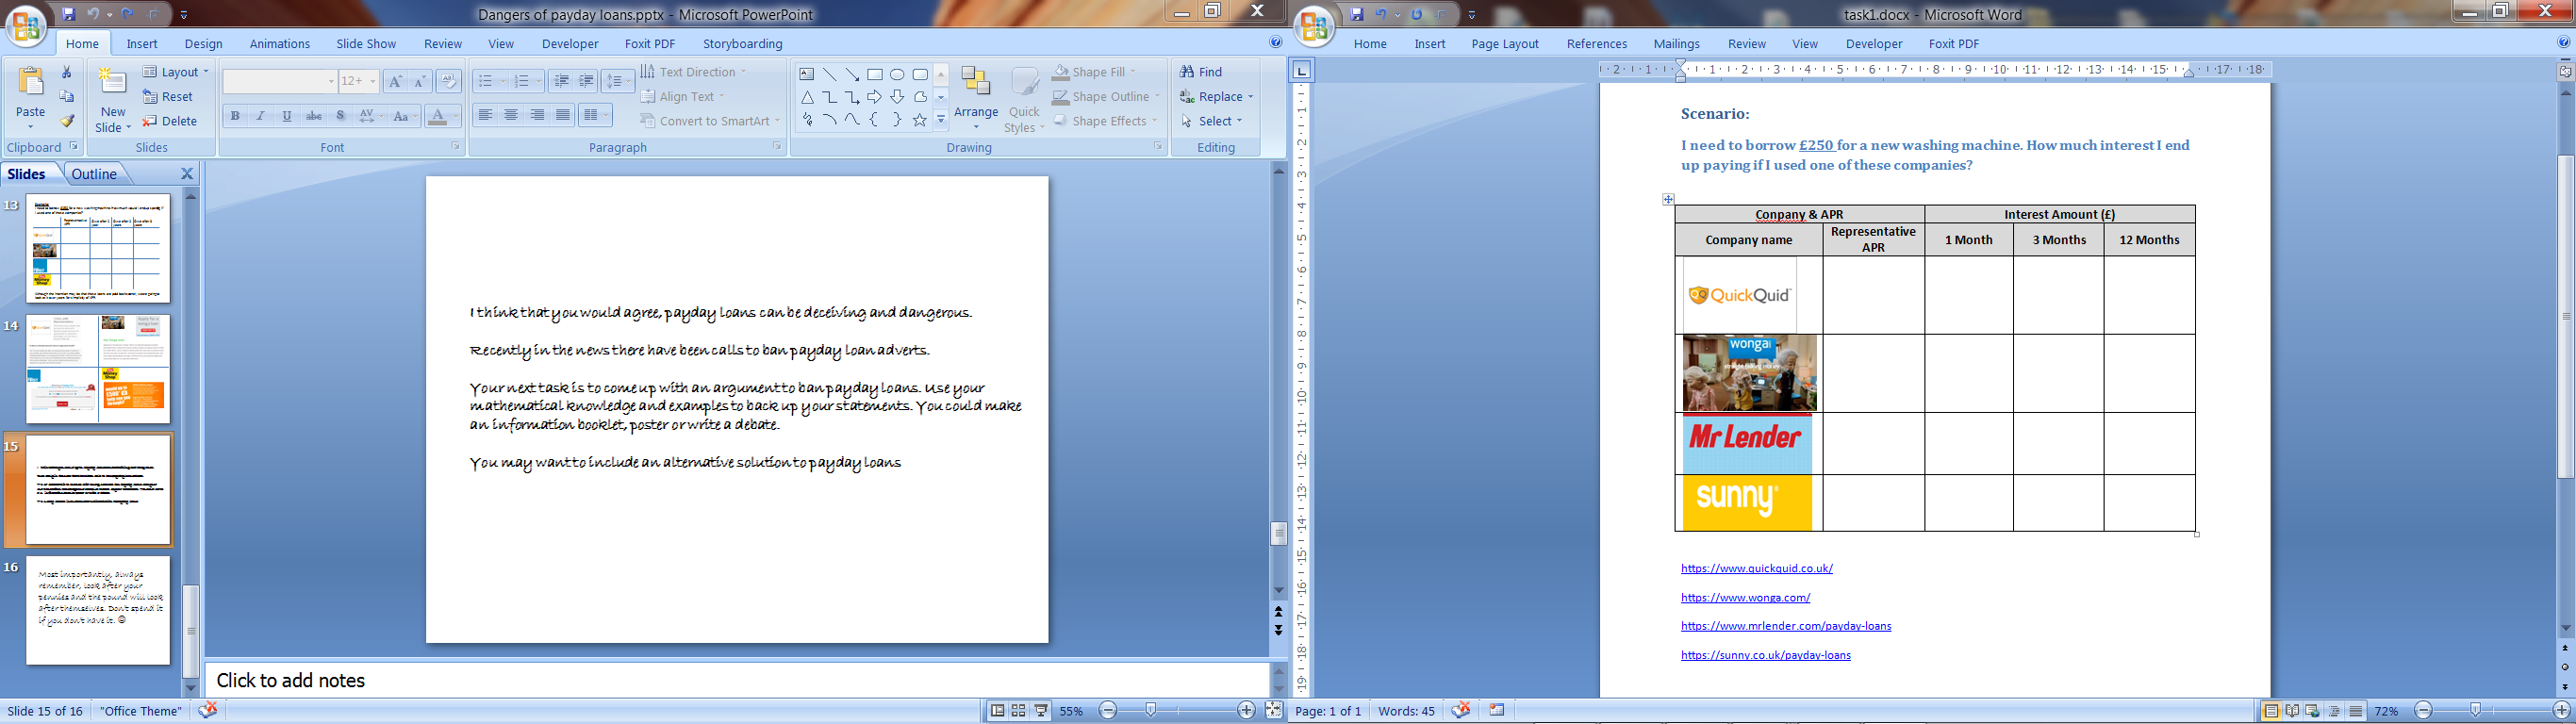 Dangers of payday loans.pptx - Microsoft PowerPoint
Home Insert Design Animations Slide Show Review View Developer Foxit PDF Storyboarding
Paste
New Slide
Layout
Reset
Delete
12
Text Direction
Align Text
Convert to SmartArt
Arrange
Quick Styles
Shape Fill
Shape Outline
Shape Effects
Find
Replace
Select
Clipboard Slides Font Paragraph Drawing Editing
Slides Outline
13
14
15
16
Most importantly, always
remember, look after your
pennies and the pound will look
after themselves. Don't spend it
if you don't have it. ☺
I think that you would agree, payday loans can be deceiving and dangerous.
Recently in the news there have been calls to ban payday loan adverts.
Your next task is to come up with an argument to ban payday loans. Use your
mathematical knowledge and examples to back up your statements. You could make
an information booklet, poster or write a debate.
You may want to include an alternative solution to payday loans
Click to add notes
Slide 15 of 16 "Office Theme" 55%
task1.docx - Microsoft Word
Home Insert Page Layout References Mailings Review View Developer Foxit PDF
Scenario:
I need to borrow £250 for a new washing machine. How much interest I end
up paying if I used one of these companies?
Conpany & APR Interest Amount (£)
Company name Representative APR 1 Month 3 Months 12 Months
QuickQuid
wonga
Mr Lender
sunny
https://www.quickquid.co.uk/
https://www.wonga.com/
https://www.mrlender.com/payday-loans
https://sunny.co.uk/payday-loans
Page: 1 of 1 Words: 45 72%